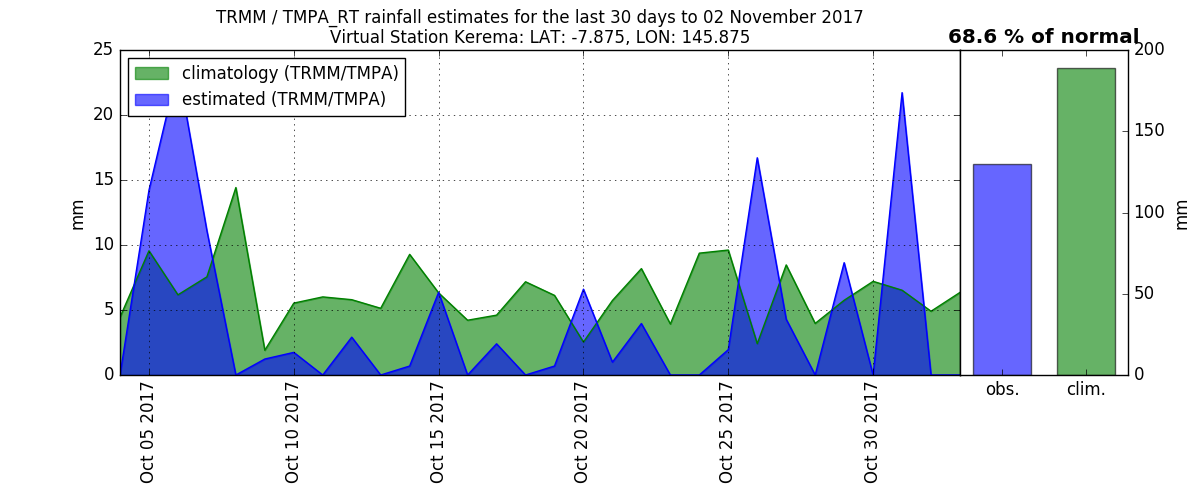 TRMM / TMPA_RT rainfall estimates for the last 30 days to 02 November 2017
Virtual Station Kerema: LAT: -7.875, LON: 145.875
68.6 % of normal
climatology (TRMM/TMPA)
estimated (TRMM/TMPA)
mm
25
20
15
10
5
0
Oct 05 2017
Oct 10 2017
Oct 15 2017
Oct 20 2017
Oct 25 2017
Oct 30 2017
obs.
clim.
200
150
100
50
0
mm